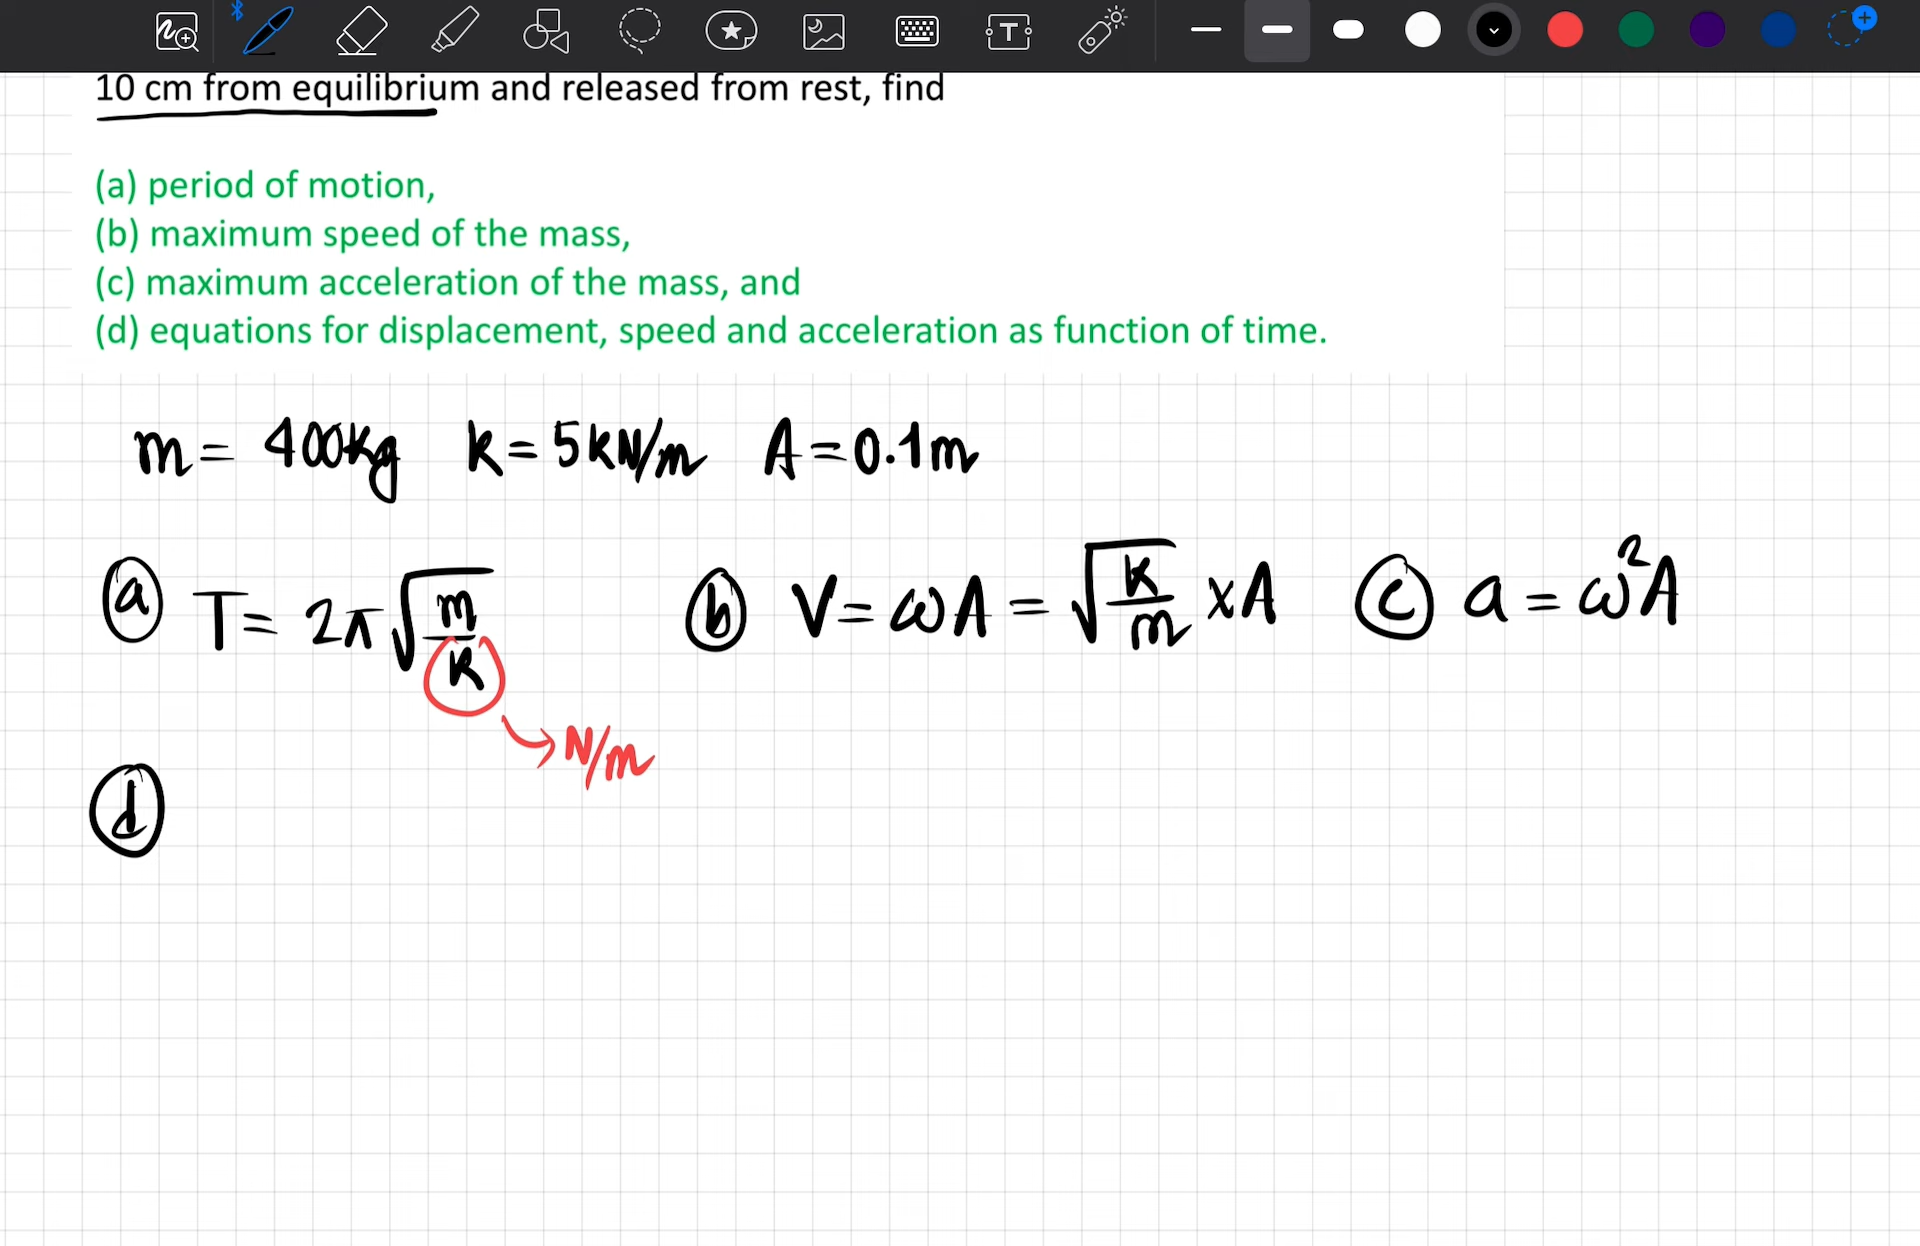 10 cm from equilibrium and released from rest, find
(a) period of motion,
(b) maximum speed of the mass,
(c) maximum acceleration of the mass, and
(d) equations for displacement, speed and acceleration as function of time.
m = 400kg k = 5kN/m A = 0.1m
(a) T = 2π√(m/k) (b) V = ωA = √(k/m) × A (c) a = ω²A
→ N/m
(d)